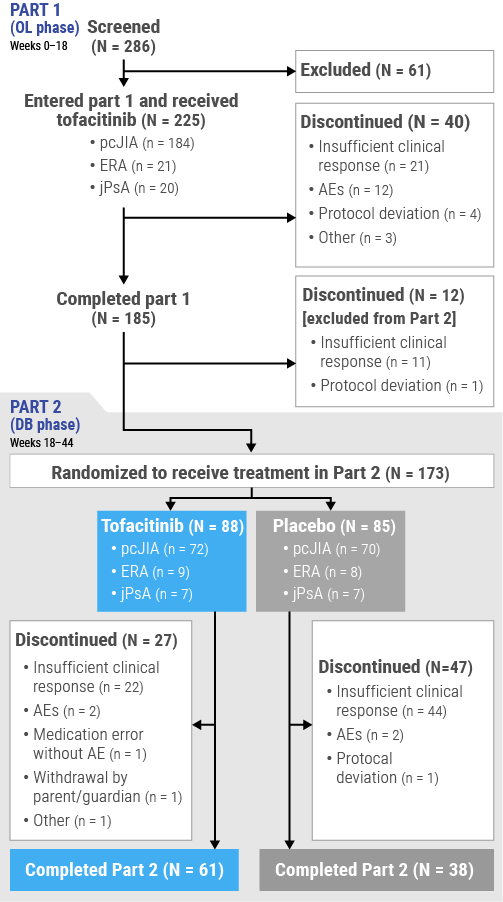 PART 1
(OL phase)
Weeks 0–18
Screened
(N = 286)
Excluded (N = 61)
Entered part 1 and received
tofacitinib (N = 225)
• pcJIA (n = 184)
• ERA (n = 21)
• jPsA (n = 20)
Discontinued (N = 40)
• Insufficient clinical
response (n = 21)
• AEs (n = 12)
• Protocol deviation (n = 4)
• Other (n = 3)
Completed part 1
(N = 185)
Discontinued (N = 12)
[excluded from Part 2]
• Insufficient clinical
response (n = 11)
• Protocol deviation (n = 1)
PART 2
(DB phase)
Weeks 18–44
Randomized to receive treatment in Part 2 (N = 173)
Tofacitinib (N = 88)
• pcJIA (n = 72)
• ERA (n = 9)
• jPsA (n = 7)
Placebo (N = 85)
• pcJIA (n = 70)
• ERA (n = 8)
• jPsA (n = 7)
Discontinued (N = 27)
• Insufficient clinical
response (n = 22)
• AEs (n = 2)
• Medication error
without AE (n = 1)
• Withdrawal by
parent/guardian (n = 1)
• Other (n = 1)
Discontinued (N=47)
• Insufficient clinical
response (n = 44)
• AEs (n = 2)
• Protocal
deviation (n = 1)
Completed Part 2 (N = 61)
Completed Part 2 (N = 38)